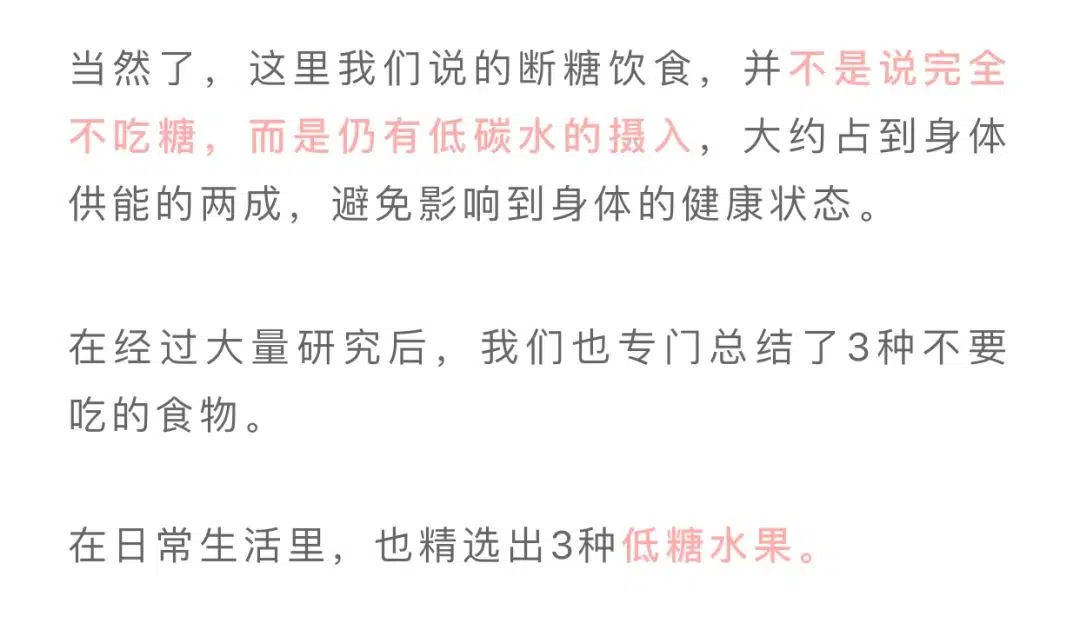 当然了，这里我们说的断糖饮食，并不是说完全
不吃糖，而是仍有低碳水的摄入，大约占到身体
供能的两成，避免影响到身体的健康状态。
在经过大量研究后，我们也专门总结了3种不要
吃的食物。
在日常生活里，也精选出3种低糖水果。